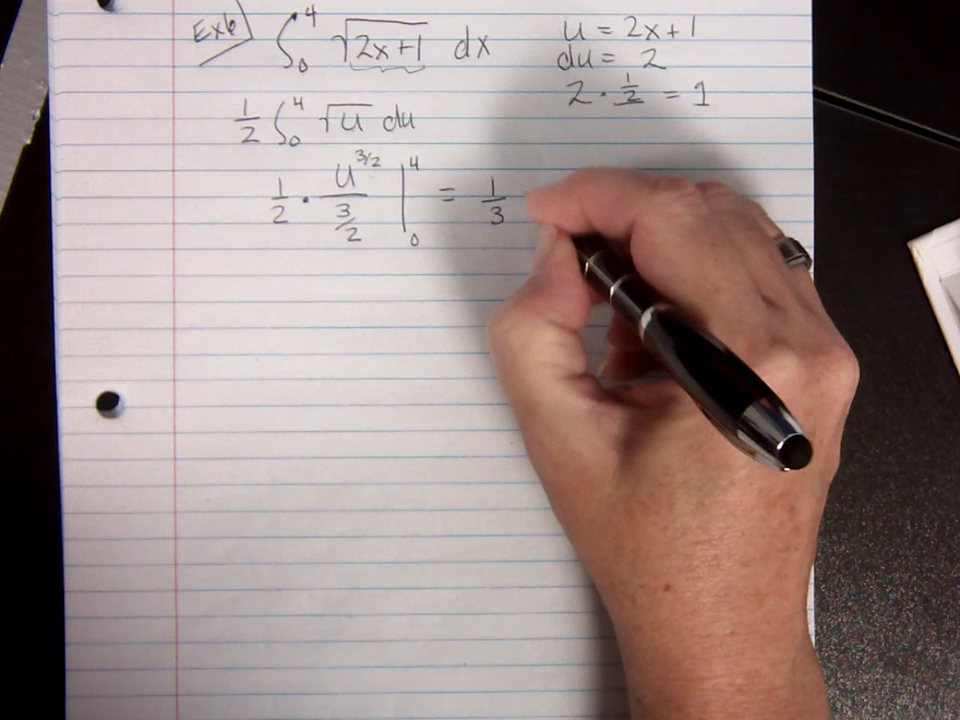 Ex6 ∫₀⁴ √(2x+1) dx
u = 2x+1
du = 2
2 · 1/2 = 1
1/2 ∫₀⁴ √u du
1/2 · u^(3/2) / (3/2) |₀⁴ = 1/3